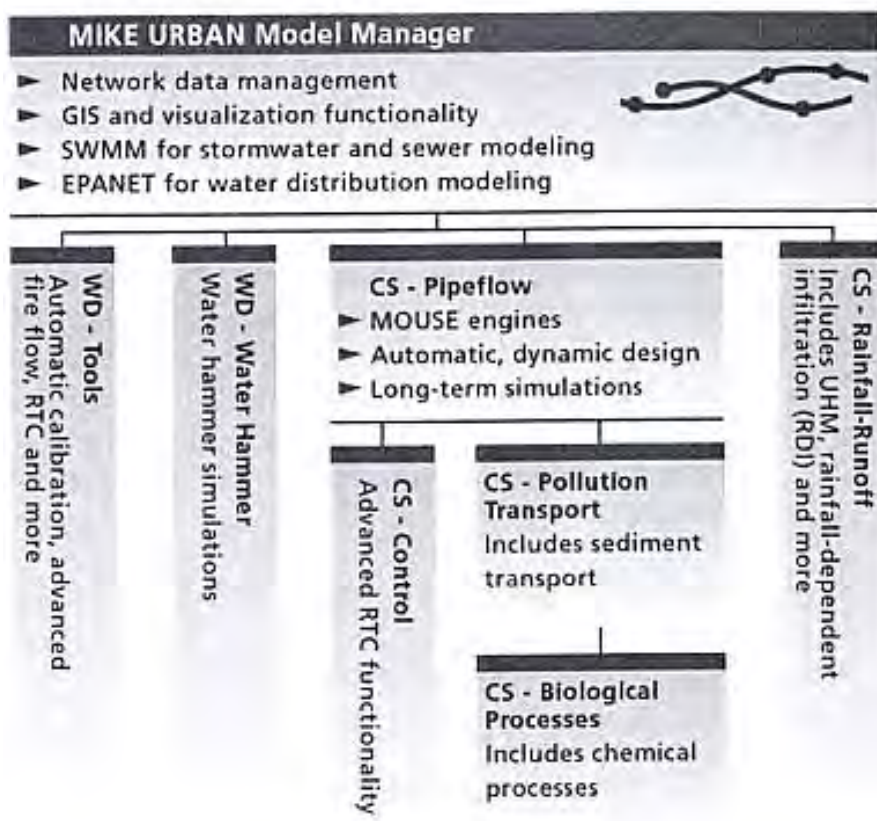 MIKE URBAN Model Manager
► Network data management
► GIS and visualization functionality
► SWMM for stormwater and sewer modeling
► EPANET for water distribution modeling
WD - Tools
Automatic calibration, advanced
fire flow, RTC and more
WD - Water Hammer
Water hammer simulations
CS - Pipeflow
► MOUSE engines
► Automatic, dynamic design
► Long-term simulations
CS - Control
Advanced RTC functionality
CS - Pollution
Transport
Includes sediment
transport
CS - Biological
Processes
Includes chemical
processes
CS - Rainfall-Runoff
Includes UHM, rainfall-dependent
infiltration (RDI) and more